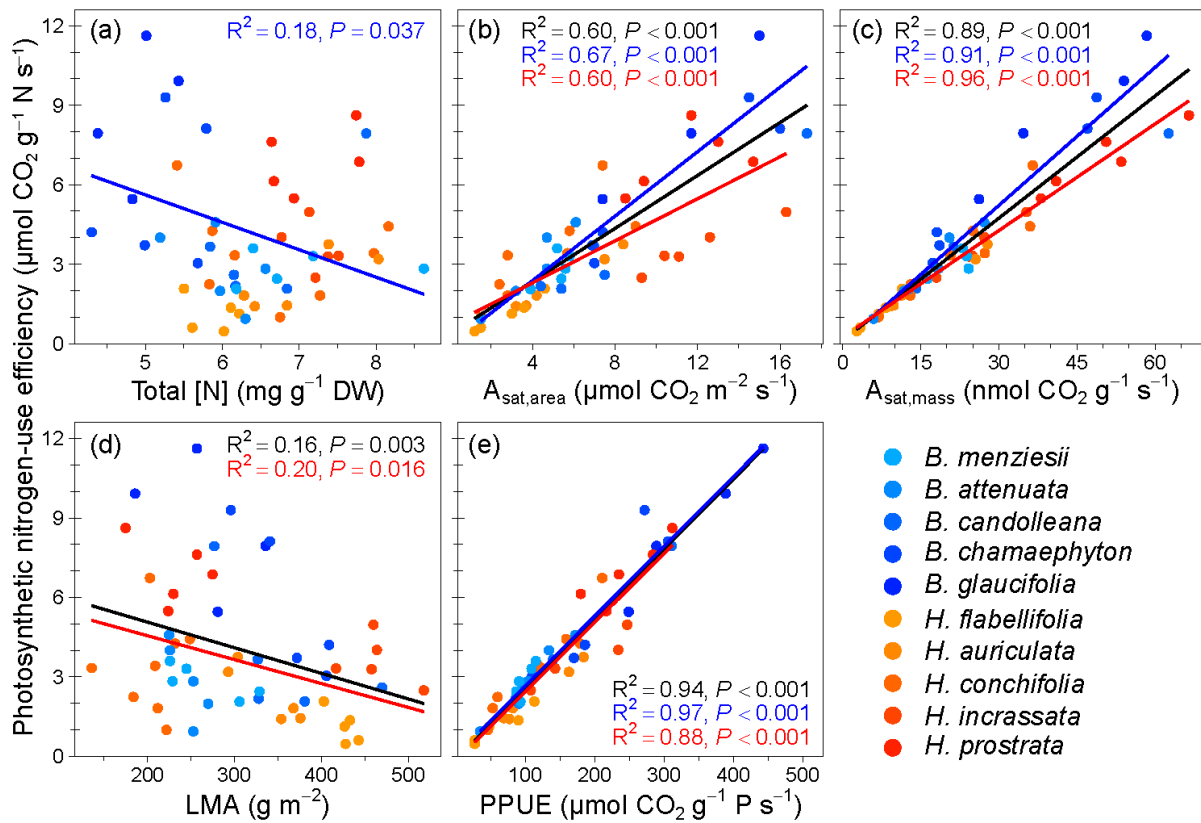 Photosynthetic nitrogen-use efficiency (µmol CO₂ g⁻¹ N s⁻¹)
(a)
R² = 0.18, P = 0.037
12
9
6
3
0
5 6 7 8
Total [N] (mg g⁻¹ DW)
(b)
R² = 0.60, P < 0.001
R² = 0.67, P < 0.001
R² = 0.60, P < 0.001
4 8 12 16
A_sat,area (µmol CO₂ m⁻² s⁻¹)
(c)
R² = 0.89, P < 0.001
R² = 0.91, P < 0.001
R² = 0.96, P < 0.001
0 15 30 45 60
A_sat,mass (nmol CO₂ g⁻¹ s⁻¹)
(d)
R² = 0.16, P = 0.003
R² = 0.20, P = 0.016
12
9
6
3
0
200 300 400 500
LMA (g m⁻²)
(e)
R² = 0.94, P < 0.001
R² = 0.97, P < 0.001
R² = 0.88, P < 0.001
0 100 200 300 400 500
PPUE (µmol CO₂ g⁻¹ P s⁻¹)
B. menziesii
B. attenuata
B. candolleana
B. chamaephyton
B. glaucifolia
H. flabellifolia
H. auriculata
H. conchifolia
H. incrassata
H. prostrata